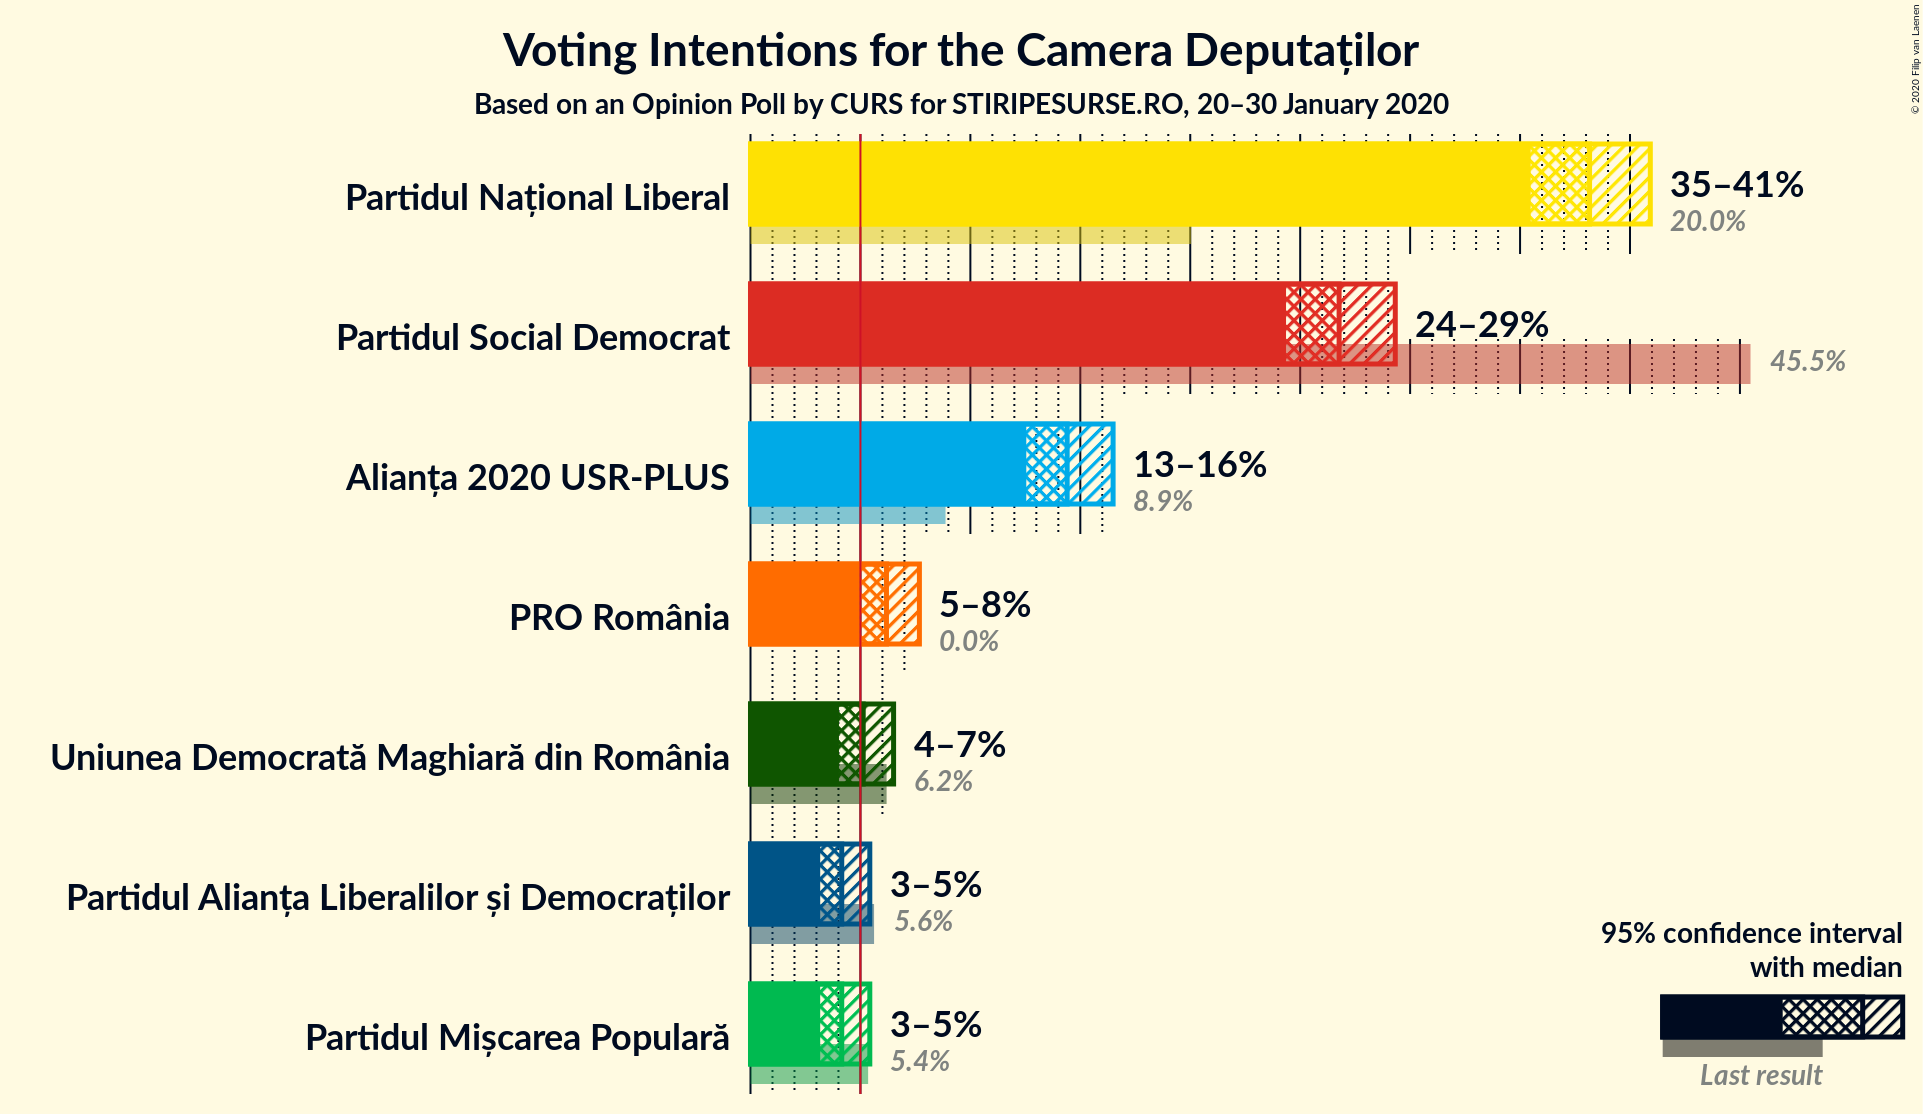 Voting Intentions for the Camera Deputaților
Based on an Opinion Poll by CURS for STIRIPESURSE.RO, 20–30 January 2020
© 2020 Filip van Laenen
Partidul Național Liberal
35–41%
20.0%
Partidul Social Democrat
24–29%
45.5%
Alianța 2020 USR-PLUS
13–16%
8.9%
PRO România
5–8%
0.0%
Uniunea Democrată Maghiară din România
4–7%
6.2%
Partidul Alianța Liberalilor și Democraților
3–5%
5.6%
Partidul Mișcarea Populară
3–5%
5.4%
95% confidence interval
with median
Last result